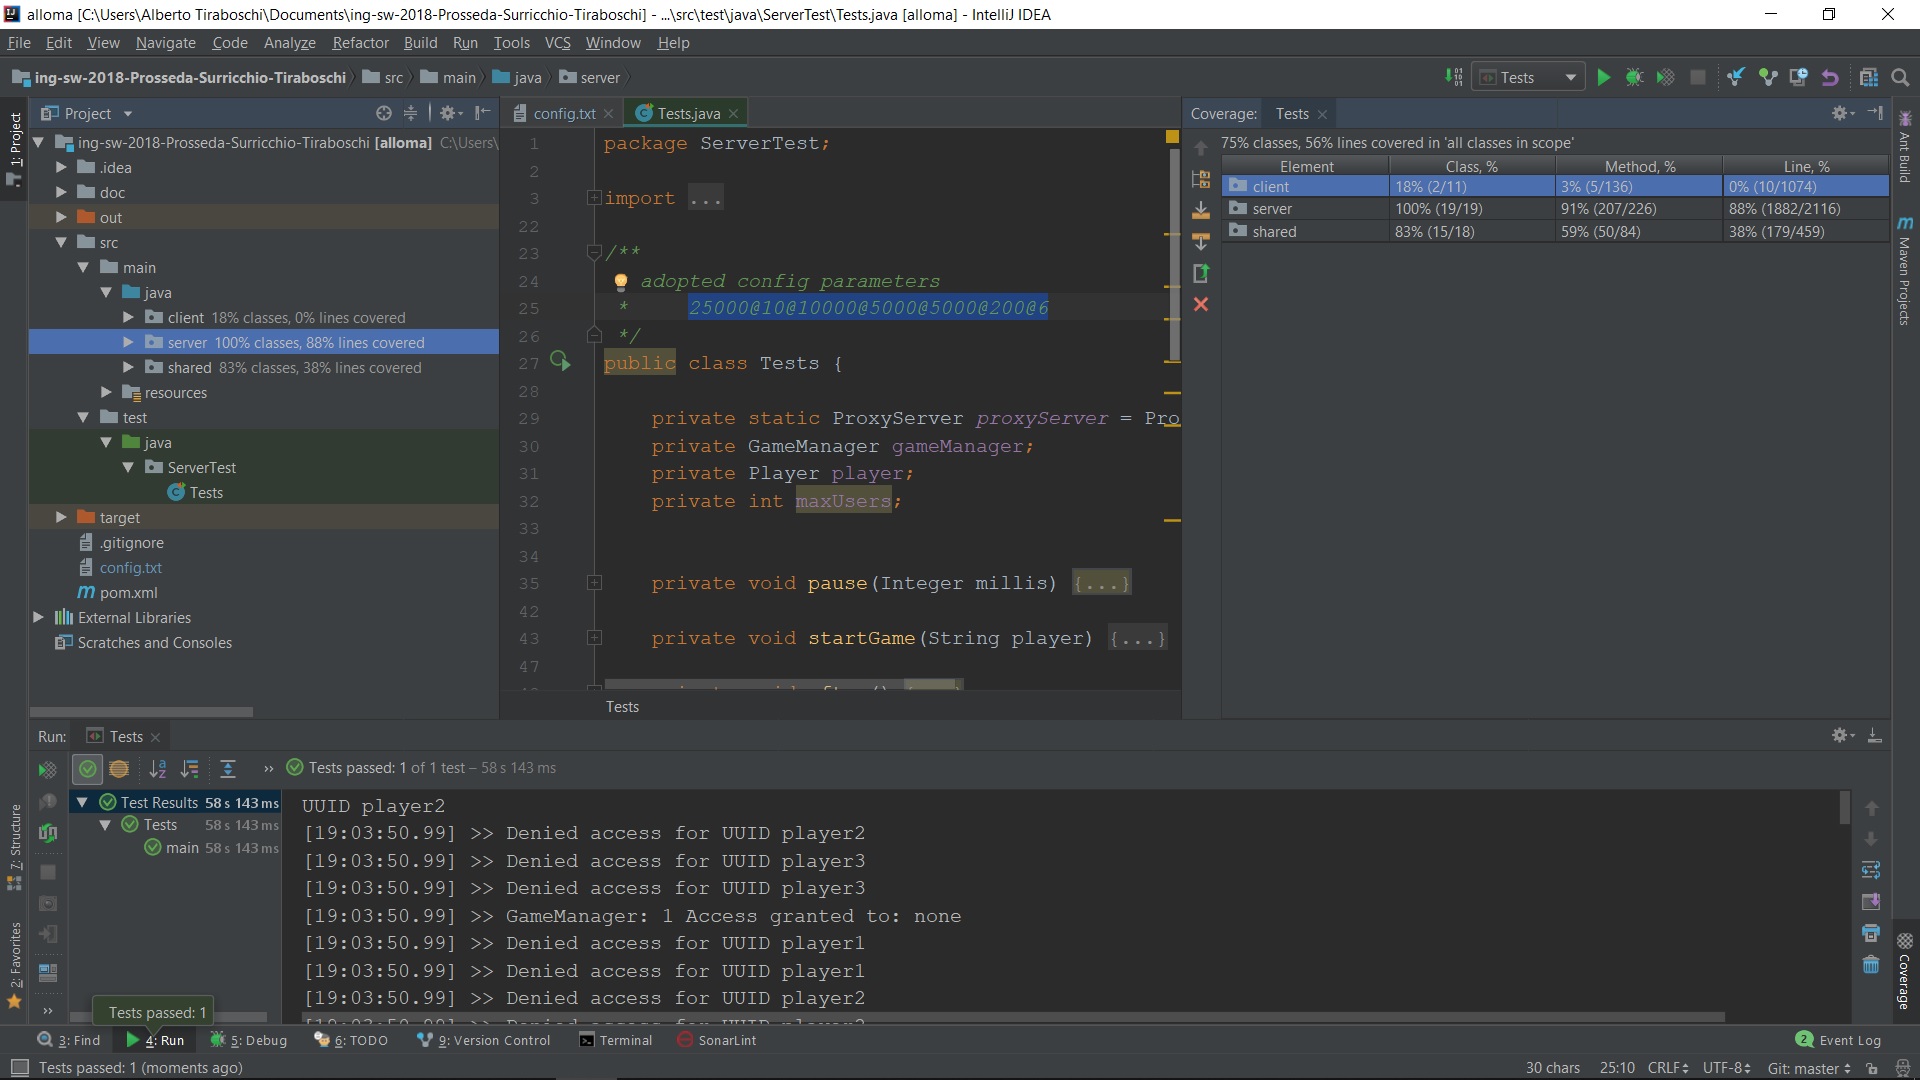 alloma [C:\Users\Alberto Tiraboschi\Documents\ing-sw-2018-Prosseda-Surricchio-Tiraboschi] - ...\src\test\java\ServerTest\Tests.java [alloma] - IntelliJ IDEA
File Edit View Navigate Code Analyze Refactor Build Run Tools VCS Window Help
ing-sw-2018-Prosseda-Surricchio-Tiraboschi src main java server
Tests
1: Project
7: Structure
2: Favorites
Project
ing-sw-2018-Prosseda-Surricchio-Tiraboschi [alloma] C:\Users\
.idea
doc
out
src
main
java
client 18% classes, 0% lines covered
server 100% classes, 88% lines covered
shared 83% classes, 38% lines covered
resources
test
java
ServerTest
Tests
target
.gitignore
config.txt
pom.xml
External Libraries
Scratches and Consoles
config.txt Tests.java
1 package ServerTest;
2
3 import ...
22
23 /**
24 adopted config parameters
25 * 25000@10@10000@5000@5000@200@6
26 */
27 public class Tests {
28
29 private static ProxyServer proxyServer = Pro
30 private GameManager gameManager;
31 private Player player;
32 private int maxUsers;
33
34
35 private void pause(Integer millis) {...}
42
43 private void startGame(String player) {...}
47
Tests
Coverage: Tests
75% classes, 56% lines covered in 'all classes in scope'
Element Class, % Method, % Line, %
client 18% (2/11) 3% (5/136) 0% (10/1074)
server 100% (19/19) 91% (207/226) 88% (1882/2116)
shared 83% (15/18) 59% (50/84) 38% (179/459)
Ant Build
Maven Projects
Coverage
Run: Tests
Tests passed: 1 of 1 test – 58 s 143 ms
Test Results 58 s 143 ms
Tests 58 s 143 ms
main 58 s 143 ms
UUID player2
[19:03:50.99] >> Denied access for UUID player2
[19:03:50.99] >> Denied access for UUID player3
[19:03:50.99] >> Denied access for UUID player3
[19:03:50.99] >> GameManager: 1 Access granted to: none
[19:03:50.99] >> Denied access for UUID player1
[19:03:50.99] >> Denied access for UUID player1
[19:03:50.99] >> Denied access for UUID player2
Tests passed: 1
3: Find 4: Run 5: Debug 6: TODO 9: Version Control Terminal SonarLint 2 Event Log
Tests passed: 1 (moments ago) 30 chars 25:10 CRLF UTF-8 Git: master